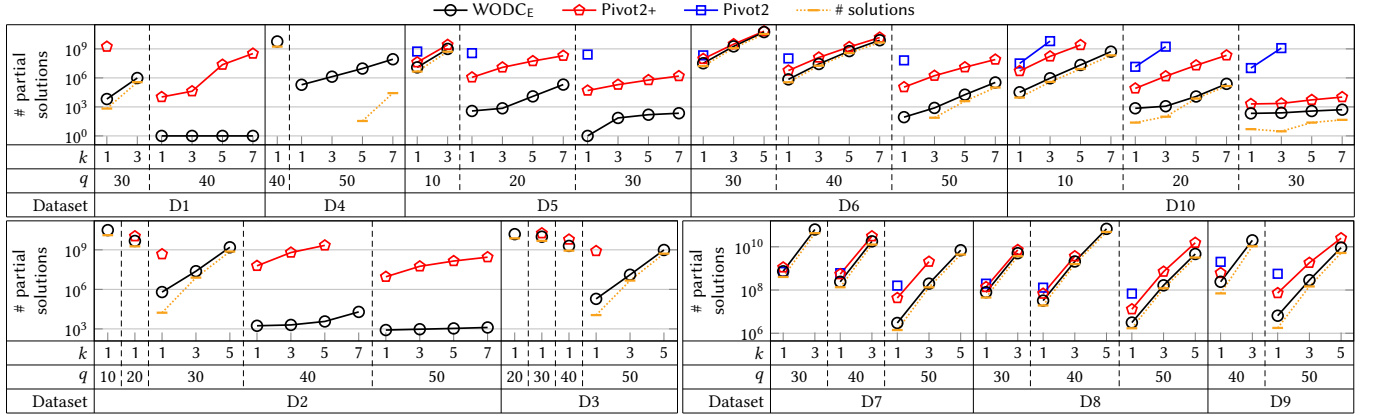 WODC_E Pivot2+ Pivot2 # solutions
# partial solutions
10^9
10^6
10^3
10^0
k 1 3 1 3 5 7 1 1 3 5 7 1 3 1 3 5 7 1 3 5 7 1 3 5 1 3 5 7 1 3 5 7 1 3 5 7 1 3 5 7 1 3 5 7
q 30 40 40 50 10 20 30 30 40 50 10 20 30
Dataset D1 D4 D5 D6 D10
# partial solutions
10^9
10^6
10^3
k 1 1 1 3 5 1 3 5 7 1 3 5 7 1 1 1 1 3 5
q 10 20 30 40 50 20 30 40 50
Dataset D2 D3
# partial solutions
10^10
10^8
10^6
k 1 3 1 3 1 3 5 1 3 1 3 5 1 3 5 1 3 1 3 5
q 30 40 50 30 40 50 40 50
Dataset D7 D8 D9